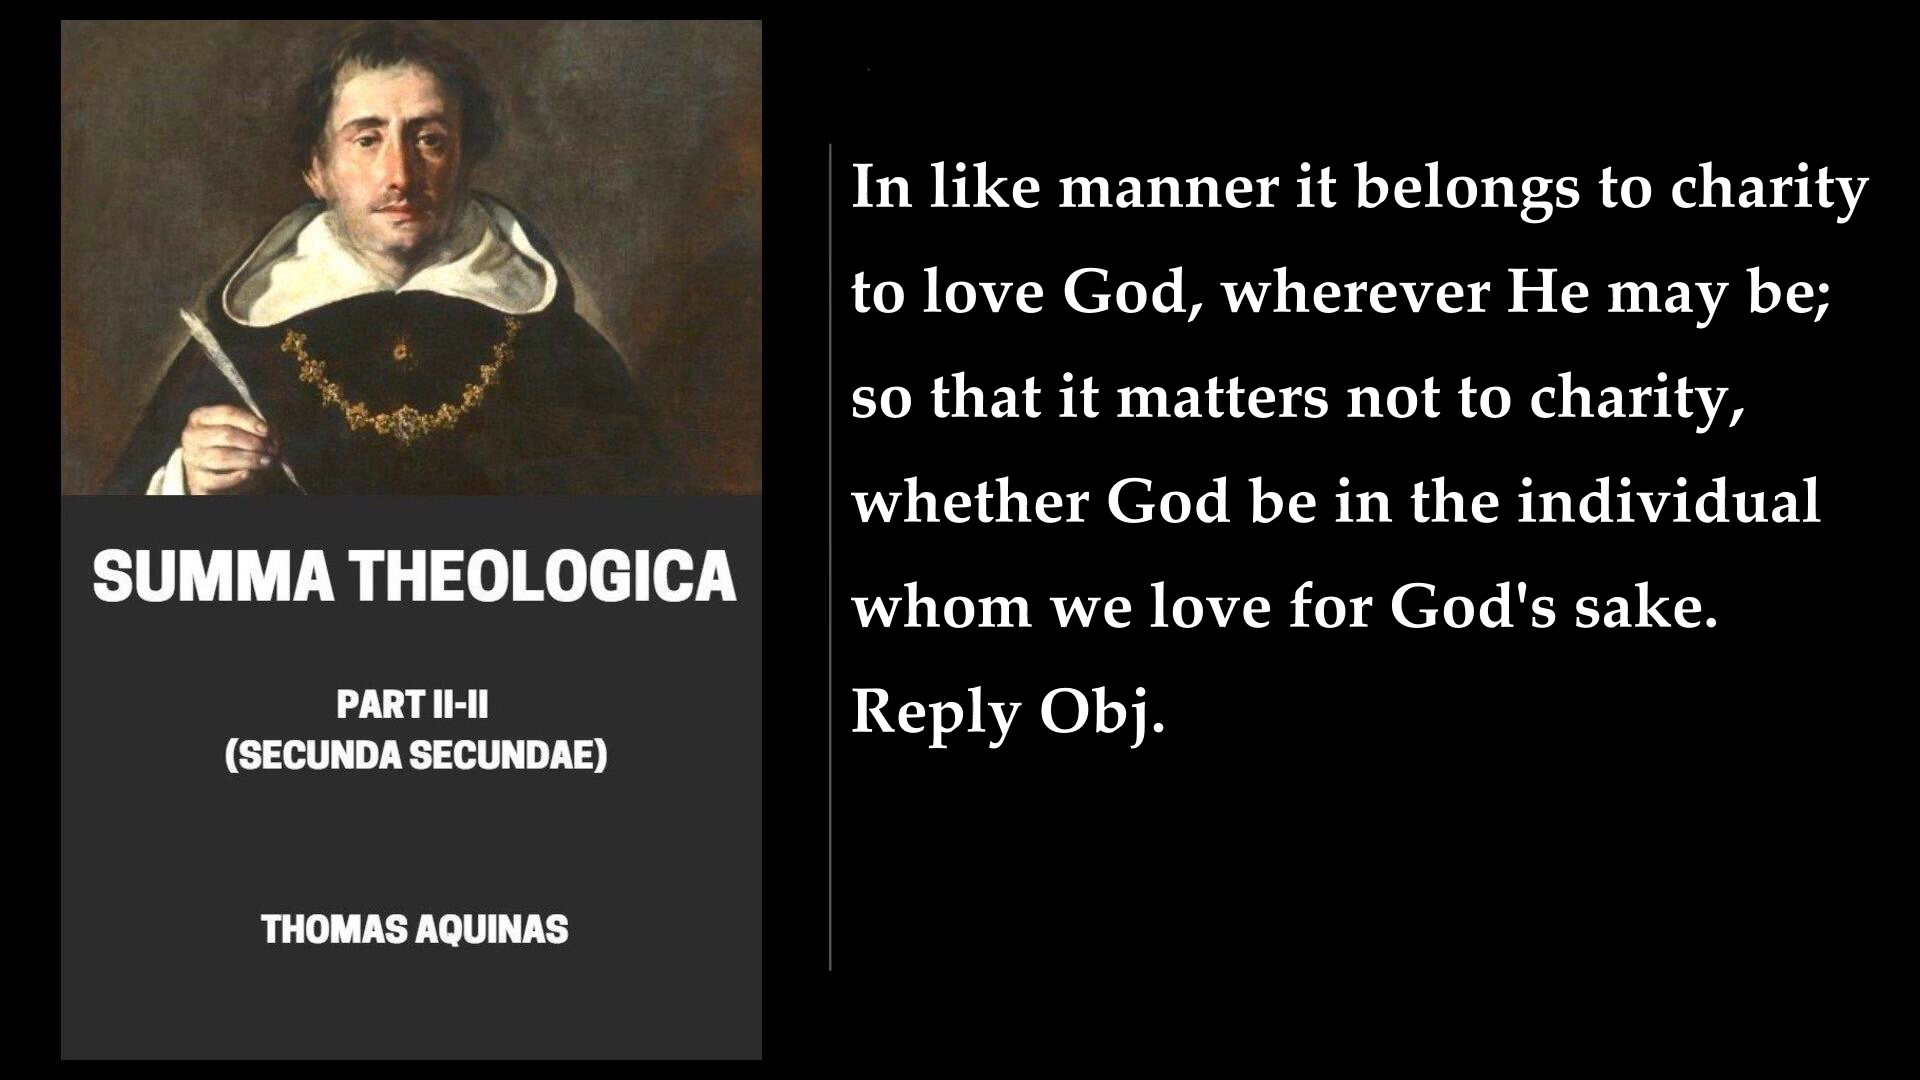 SUMMA THEOLOGICA
PART II-II
(SECUNDA SECUNDAE)
THOMAS AQUINAS
In like manner it belongs to charity
to love God, wherever He may be;
so that it matters not to charity,
whether God be in the individual
whom we love for God's sake.
Reply Obj.